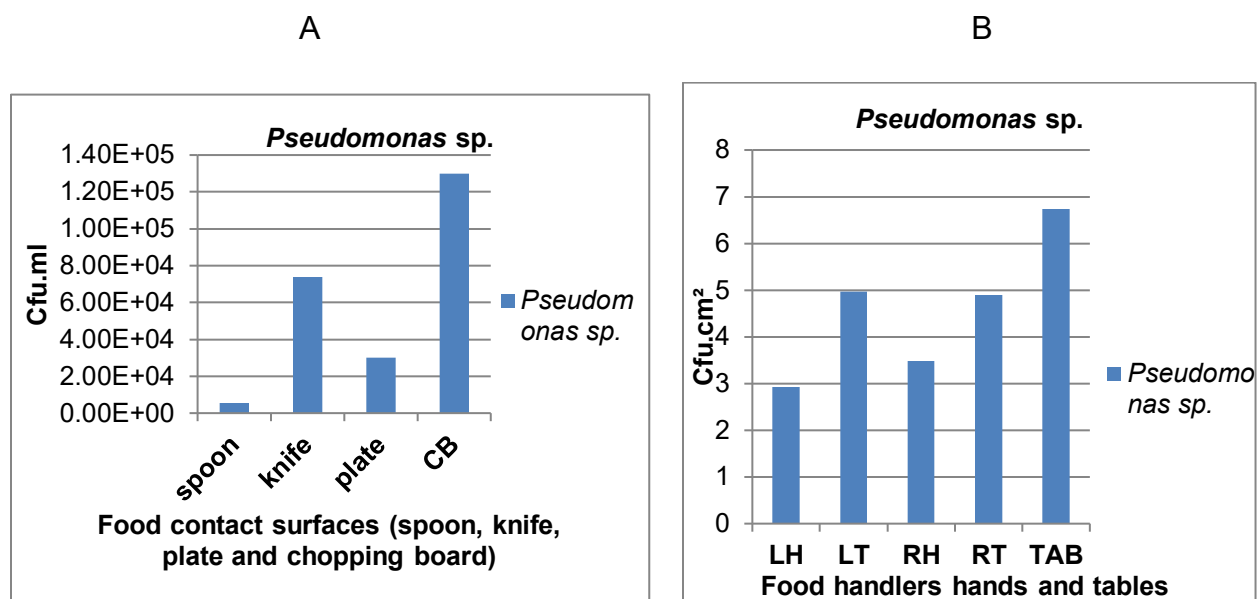 A
Pseudomonas sp.
1.40E+05
1.20E+05
1.00E+05
8.00E+04
6.00E+04
4.00E+04
2.00E+04
0.00E+00
Cfu.ml
spoon
knife
plate
CB
Pseudom
onas sp.
Food contact surfaces (spoon, knife,
plate and chopping board)
B
Pseudomonas sp.
8
7
6
5
4
3
2
1
0
Cfu.cm²
LH LT RH RT TAB
Pseudomo
nas sp.
Food handlers hands and tables